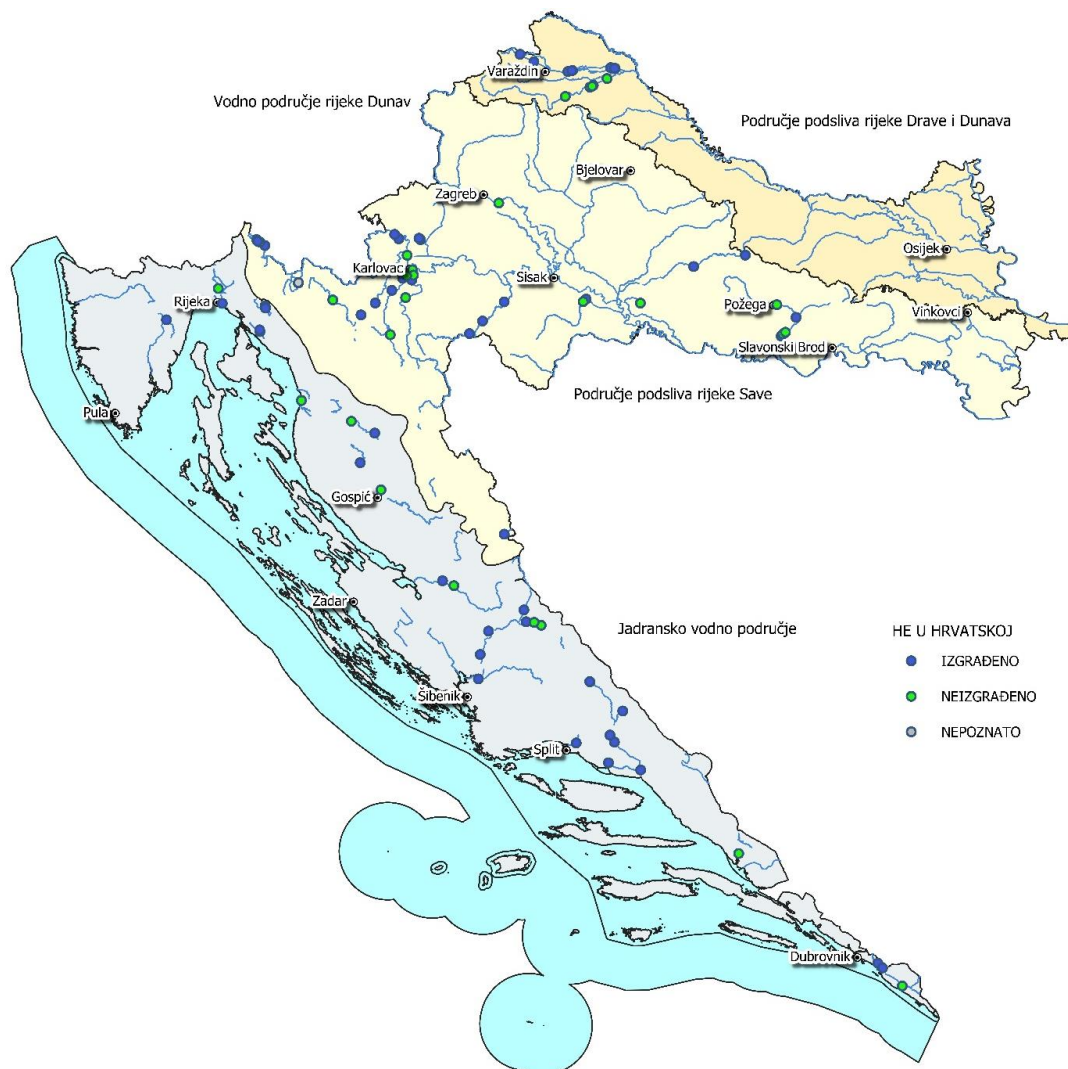 Varaždin
Vodno područje rijeke Dunav
Područje podsliva rijeke Drave i Dunava
Bjelovar
Zagreb
Osijek
Karlovac
Sisak
Rijeka
Požega
Vinkovci
Slavonski Brod
Područje podsliva rijeke Save
Pula
Gospić
Zadar
Jadransko vodno područje
HE U HRVATSKOJ
IZGRAĐENO
NEIZGRAĐENO
NEPOZNATO
Šibenik
Split
Dubrovnik